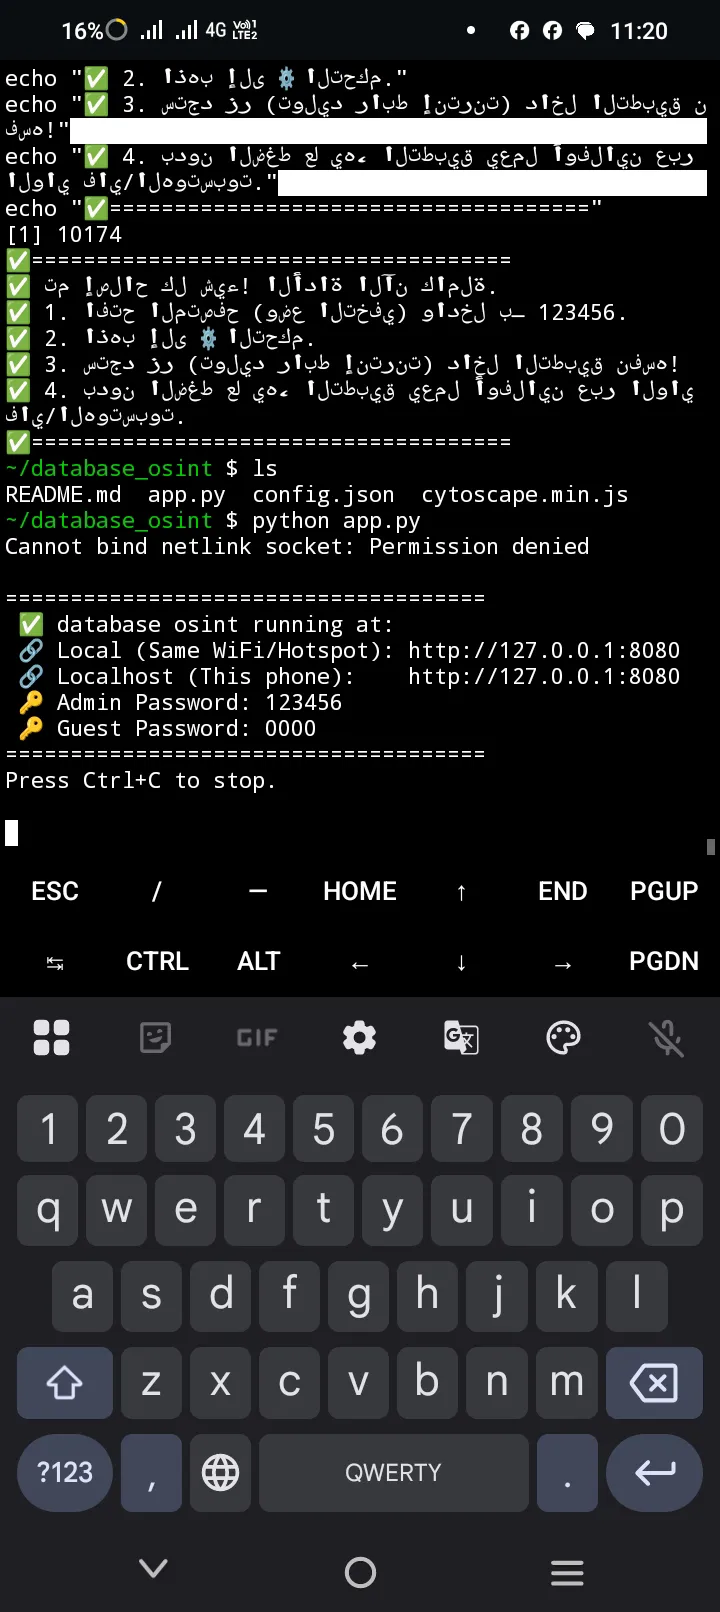 16% 4G Vo)) 1 LTE2 11:20
echo "✅ 2. اذهب إلى ⚙️ التحكم."
echo "✅ 3. ستجد زر (توليد رابط إنترنت) داخل التطبيق ن
فسه!"
echo "✅ 4. بدون الضغط علىه، التطبيق يعمل أوفلاين عبر
الواي فاي/الهوتسبوت."
echo "✅====================================="
[1] 10174
✅=====================================
✅ تم إصلاح كل شيء! الأداة الآن كاملة.
✅ 1. افتح المتصفح (وضع التخفي) وادخل بـ 123456.
✅ 2. اذهب إلى ⚙️ التحكم.
✅ 3. ستجد زر (توليد رابط إنترنت) داخل التطبيق نفسه!
✅ 4. بدون الضغط عليه، التطبيق يعمل أوفلاين عبر الواي
فاي/الهوتسبوت.
✅=====================================
~/database_osint $ ls
README.md app.py config.json cytoscape.min.js
~/database_osint $ python app.py
Cannot bind netlink socket: Permission denied
=====================================
✅ database osint running at:
🔗 Local (Same WiFi/Hotspot): http://127.0.0.1:8080
🔗 Localhost (This phone): http://127.0.0.1:8080
🔑 Admin Password: 123456
🔑 Guest Password: 0000
=====================================
Press Ctrl+C to stop.
ESC / — HOME ↑ END PGUP
↹ CTRL ALT ← ↓ → PGDN
GIF
1 2 3 4 5 6 7 8 9 0
q w e r t y u i o p
a s d f g h j k l
z x c v b n m
?123 , QWERTY .